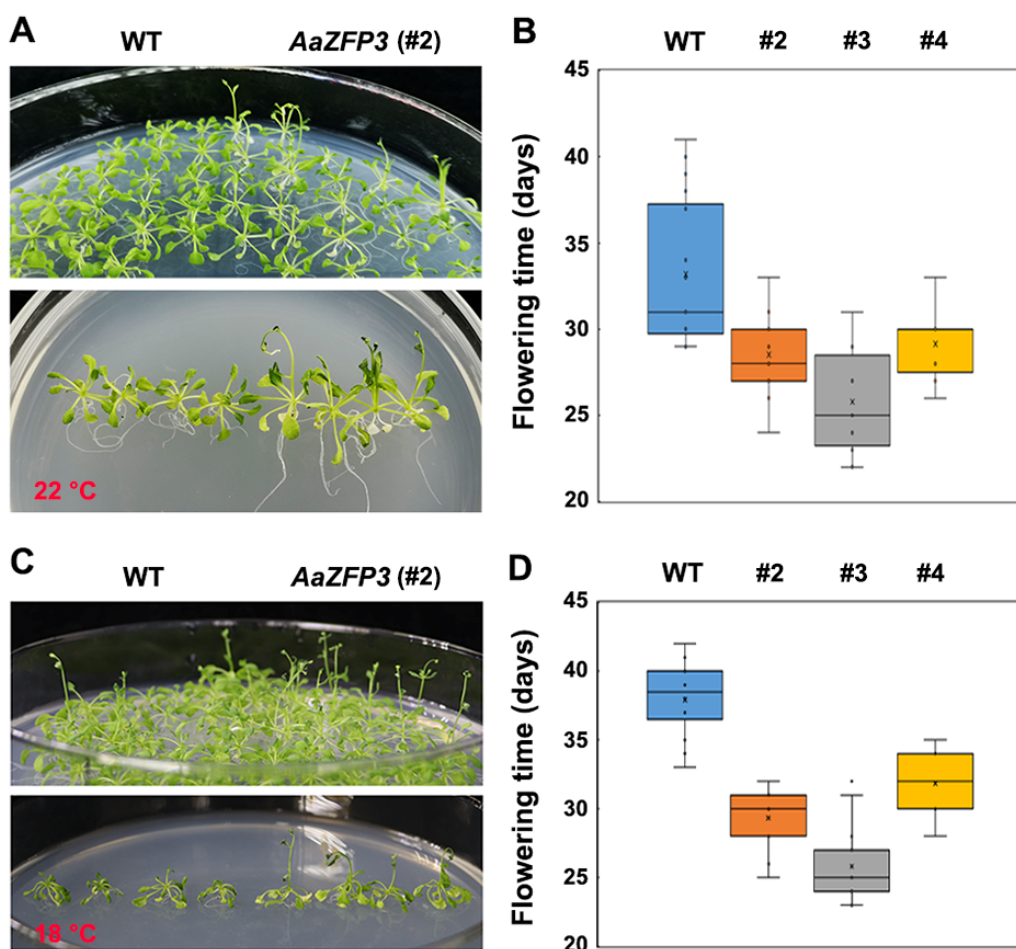 A
WT AaZFP3 (#2)
22 °C
B
WT #2 #3 #4
Flowering time (days)
45
40
35
30
25
20
C
WT AaZFP3 (#2)
18 °C
D
WT #2 #3 #4
Flowering time (days)
45
40
35
30
25
20